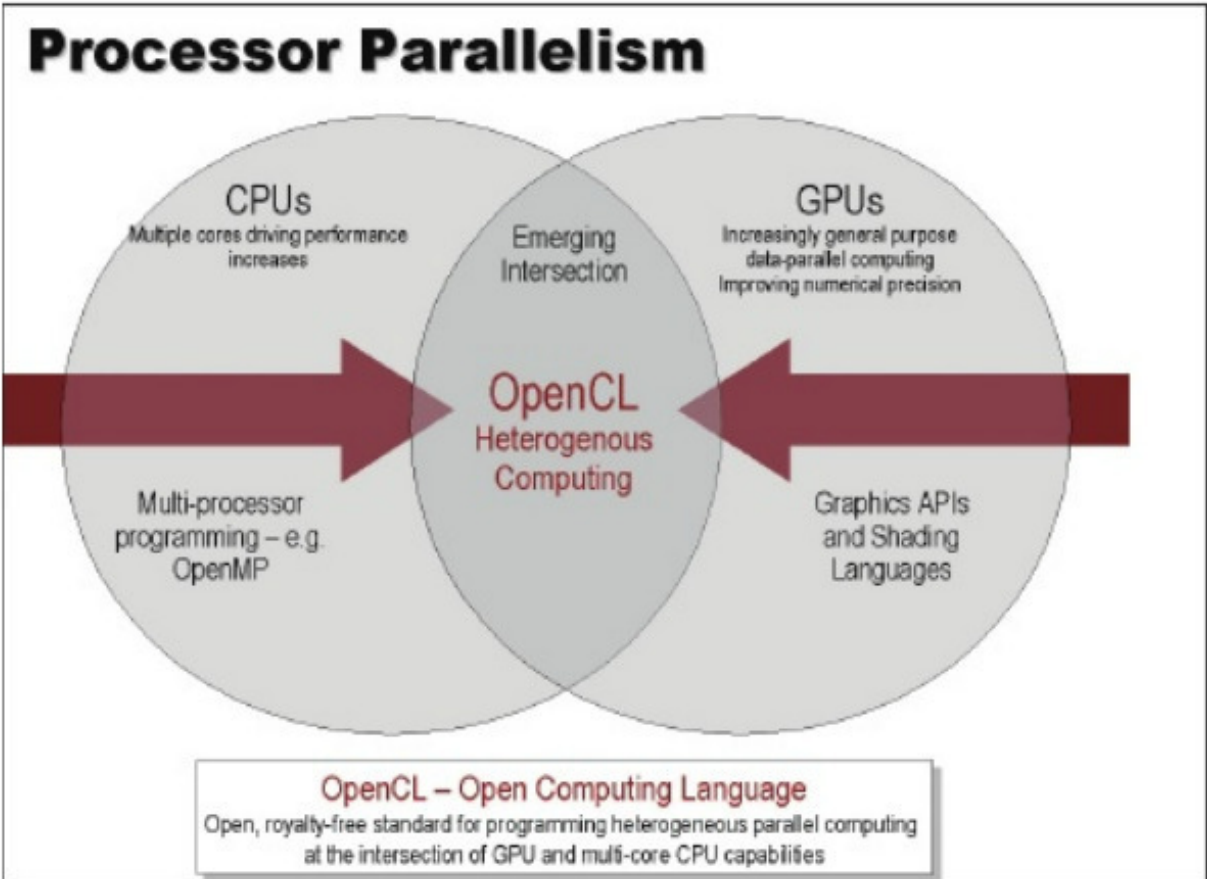 Processor Parallelism
CPUs
Multiple cores driving performance
increases
Emerging
Intersection
GPUs
Increasingly general purpose
data-parallel computing
Improving numerical precision
OpenCL
Heterogenous
Computing
Multi-processor
programming – e.g.
OpenMP
Graphics APIs
and Shading
Languages
OpenCL – Open Computing Language
Open, royalty-free standard for programming heterogeneous parallel computing
at the intersection of GPU and multi-core CPU capabilities